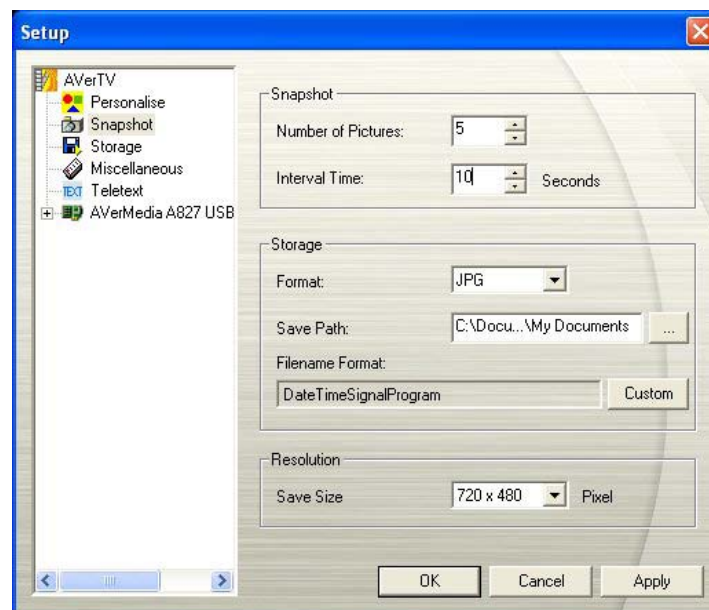 Setup
AVerTV
Personalise
Snapshot
Storage
Miscellaneous
TEXT Teletext
AVerMedia A827 USB
Snapshot
Number of Pictures: 5
Interval Time: 10 Seconds
Storage
Format: JPG
Save Path: C:\Docu...\My Documents ...
Filename Format:
DateTimeSignalProgram Custom
Resolution
Save Size 720 x 480 Pixel
OK Cancel Apply